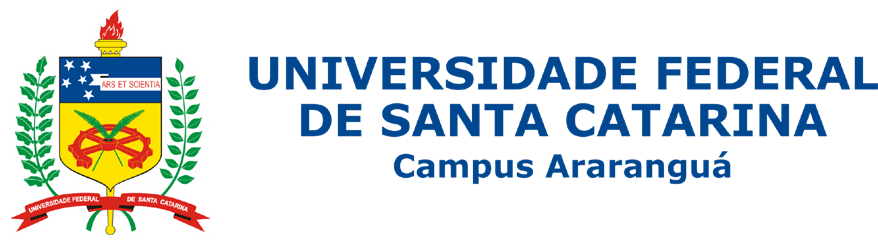 ARS ET SCIENTIA
UNIVERSIDADE FEDERAL DE SANTA CATARINA
UNIVERSIDADE FEDERAL
DE SANTA CATARINA
Campus Araranguá